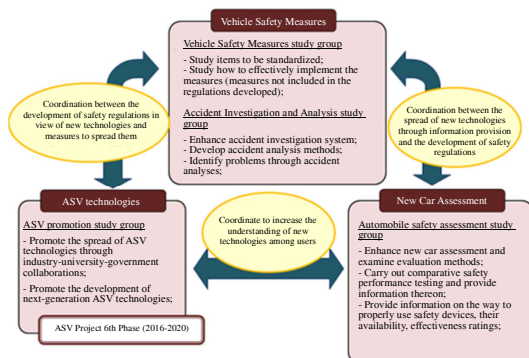 Vehicle Safety Measures
Vehicle Safety Measures study group
- Study items to be standardized;
- Study how to effectively implement the
measures (measures not included in the
regulations developed);
Accident Investigation and Analysis study
group
- Enhance accident investigation system;
- Develop accident analysis methods;
- Identify problems through accident
analyses;
Coordination between the
development of safety regulations in
view of new technologies and
measures to spread them
Coordination between the
spread of new technologies
through information provision
and the development of safety
regulations
ASV technologies
ASV promotion study group
- Promote the spread of ASV
technologies through
industry-university-government
collaborations;
- Promote the development of
next-generation ASV technologies;
ASV Project 6th Phase (2016-2020)
Coordinate to increase the
understanding of new
technologies among users
New Car Assessment
Automobile safety assessment study
group
- Enhance new car assessment and
examine evaluation methods;
- Carry out comparative safety
performance testing and provide
information thereon;
- Provide information on the way to
properly use safety devices, their
availability, effectiveness ratings;